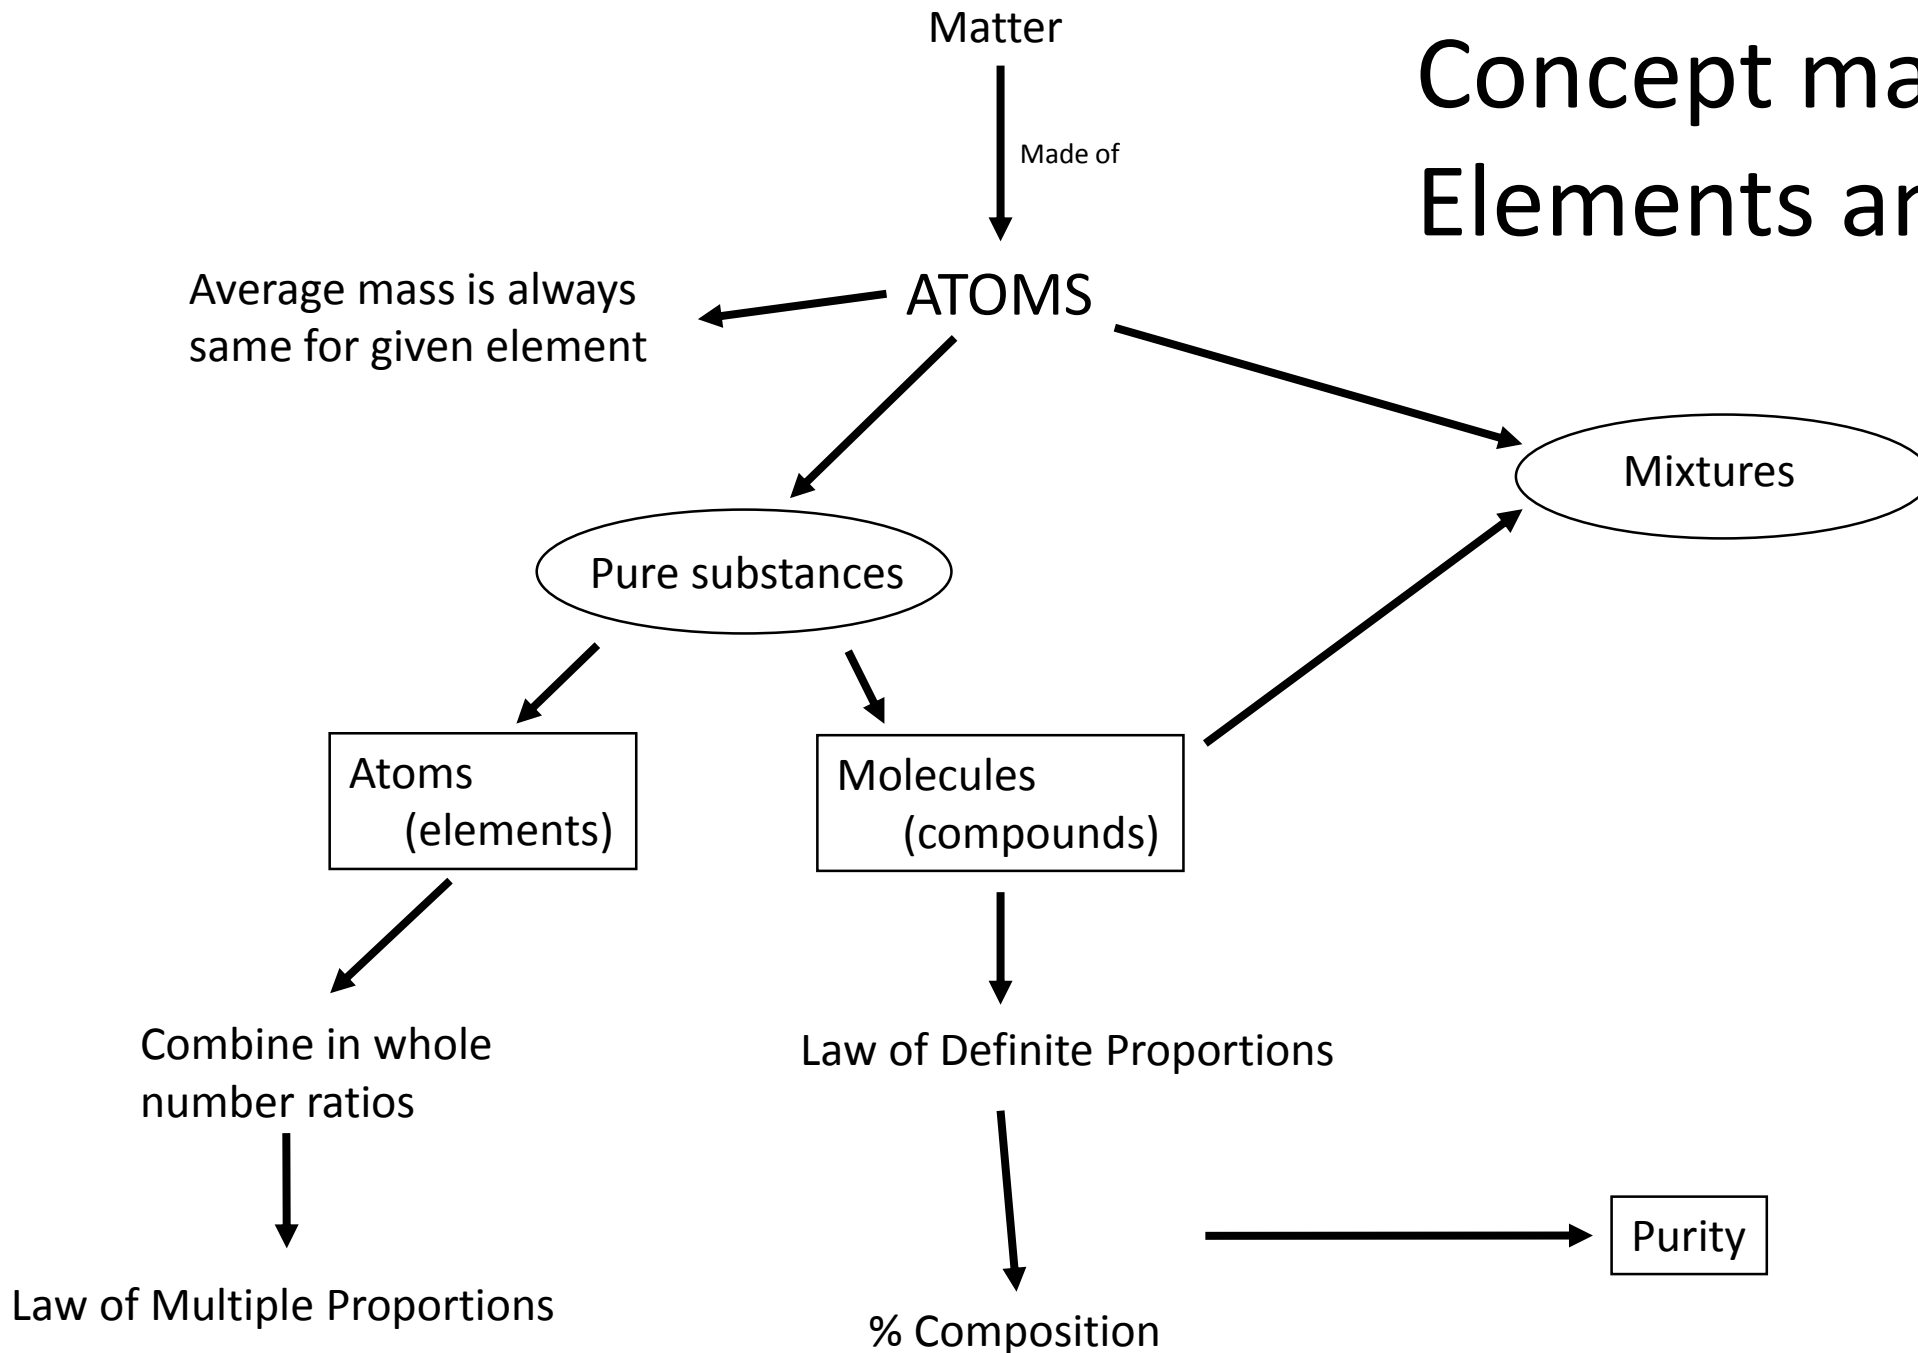 Matter
Concept ma
Elements ar
Made of
ATOMS
Average mass is always
same for given element
Mixtures
Pure substances
Atoms
(elements)
Molecules
(compounds)
Combine in whole
number ratios
Law of Definite Proportions
Purity
Law of Multiple Proportions
% Composition